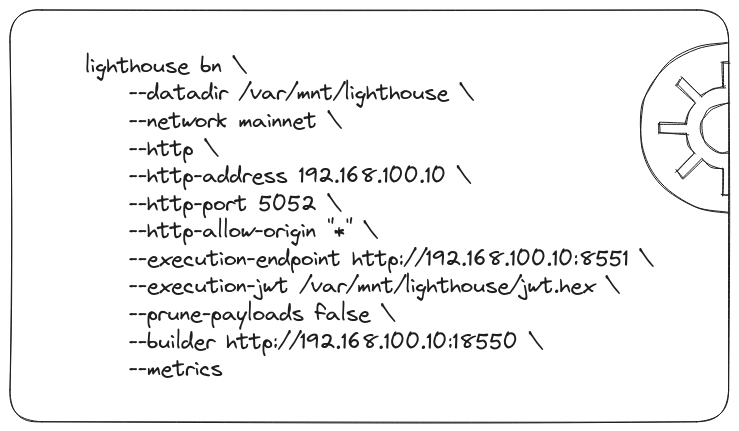 lighthouse bn \
--datadir /var/mnt/lighthouse \
--network mainnet \
--http \
--http-address 192.168.100.10 \
--http-port 5052 \
--http-allow-origin "*" \
--execution-endpoint http://192.168.100.10:8551 \
--execution-jwt /var/mnt/lighthouse/jwt.hex \
--prune-payloads false \
--builder http://192.168.100.10:18550 \
--metrics